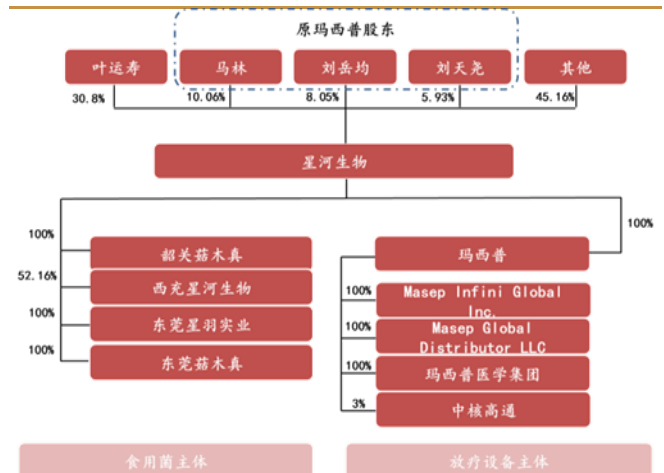 原玛西普股东
叶运寿
马林
刘岳均
刘天尧
其他
30.8%
10.06%
8.05%
5.93%
45.16%
星河生物
100%
100%
韶关菇木真
52.16%
西充星河生物
100%
东莞星羽实业
100%
东莞菇木真
玛西普
100%
Masep Infini Global
Inc.
100%
Masep Global
Distributor LLC
100%
玛西普医学集团
3%
中核高通
食用菌主体
放疗设备主体